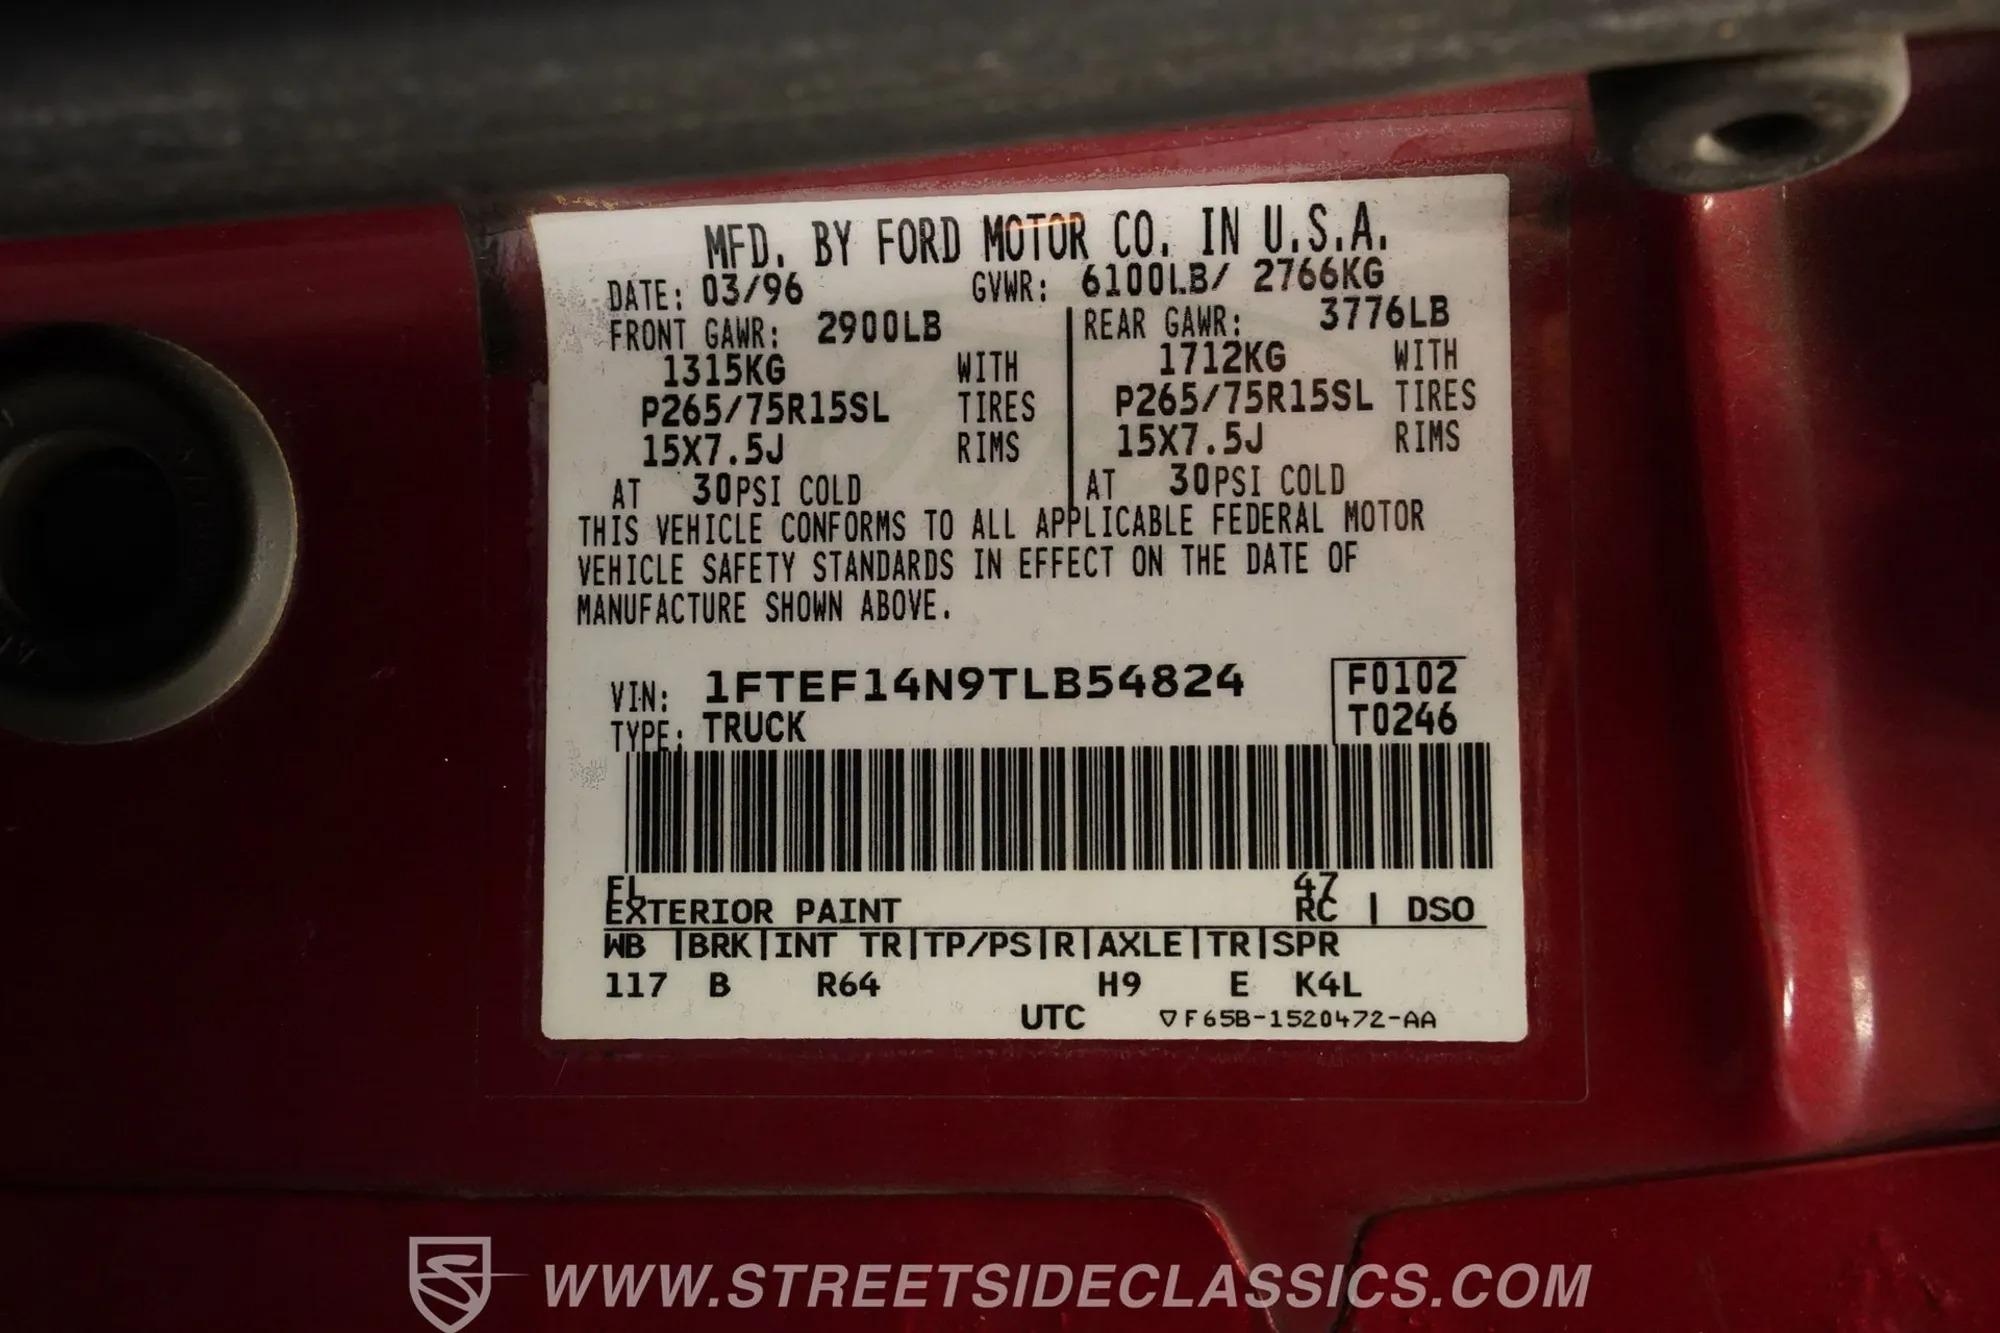 MFD. BY FORD MOTOR CO. IN U.S.A.
DATE: 03/96 GVWR: 6100LB/ 2766KG
FRONT GAWR: 2900LB REAR GAWR: 3776LB
1315KG WITH 1712KG WITH
P265/75R15SL TIRES P265/75R15SL TIRES
15X7.5J RIMS 15X7.5J RIMS
AT 30PSI COLD AT 30PSI COLD
THIS VEHICLE CONFORMS TO ALL APPLICABLE FEDERAL MOTOR
VEHICLE SAFETY STANDARDS IN EFFECT ON THE DATE OF
MANUFACTURE SHOWN ABOVE.
VIN: 1FTEF14N9TLB54824 F0102
TYPE: TRUCK T0246
EL 47
EXTERIOR PAINT RC | DSO
WB |BRK|INT TR|TP/PS|R|AXLE|TR|SPR
117 B R64 H9 E K4L
UTC ▽F65B-1520472-AA
WWW.STREETSIDECLASSICS.COM